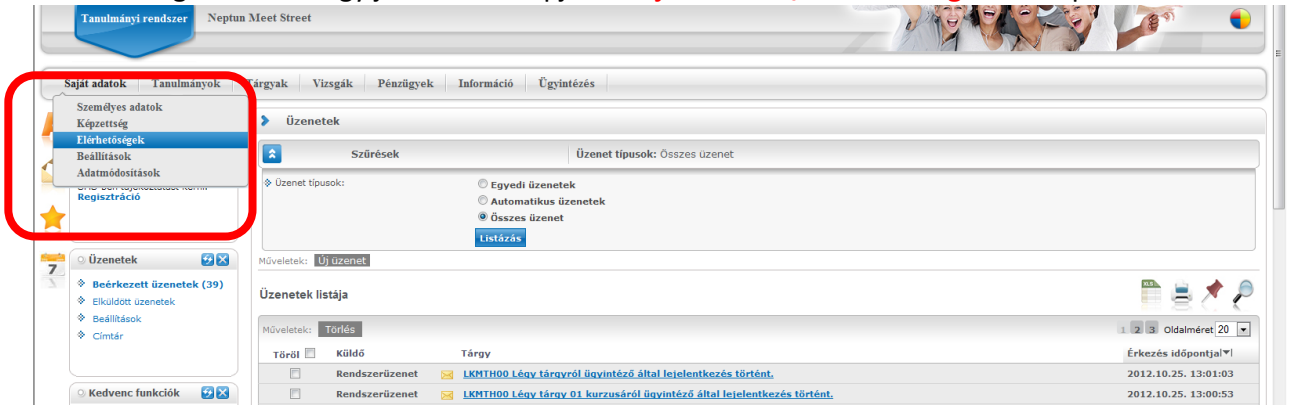 Tanulmányi rendszer Neptun Meet Street
Saját adatok Tanulmányok Tárgyak Vizsgák Pénzügyek Információ Ügyintézés
Személyes adatok
Képzettség
Elérhetőségek
Beállítások
Adatmódosítások
Regisztráció
Üzenetek
Szűrések Üzenet típusok: Összes üzenet
Üzenet típusok:
Egyedi üzenetek
Automatikus üzenetek
Összes üzenet
Listázás
Műveletek: Új üzenet
7
Üzenetek
Beérkezett üzenetek (39)
Elküldött üzenetek
Beállítások
Címtár
Üzenetek listája
Műveletek: Törlés 1 2 3 Oldalméret 20
Töröl Küldő Tárgy Érkezés időpontja
Rendszerüzenet LKMTH00 Légy tárgyról ügyintéző által lejelentkezés történt. 2012.10.25. 13:01:03
Rendszerüzenet LKMTH00 Légy tárgy 01 kurzusáról ügyintéző által lejelentkezés történt. 2012.10.25. 13:00:53
Kedvenc funkciók